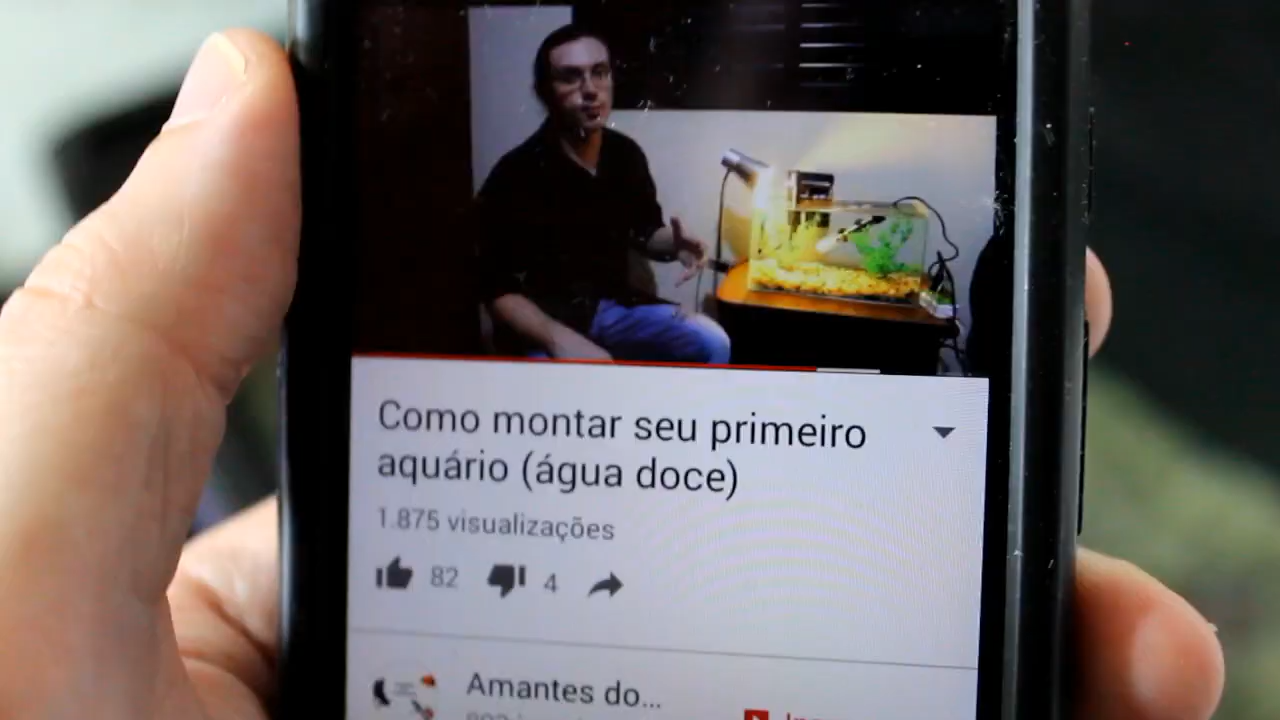 Como montar seu primeiro
aquário (água doce)
1.875 visualizações
82 4
Amantes do...